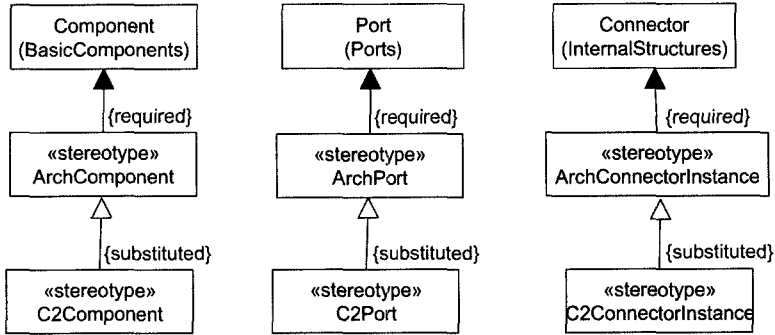 Component
(BasicComponents)
Port
(Ports)
Connector
(InternalStructures)
{required}
{required}
{required}
«stereotype»
ArchComponent
«stereotype»
ArchPort
«stereotype»
ArchConnectorInstance
{substituted}
{substituted}
{substituted}
«stereotype»
C2Component
«stereotype»
C2Port
«stereotype»
C2ConnectorInstance